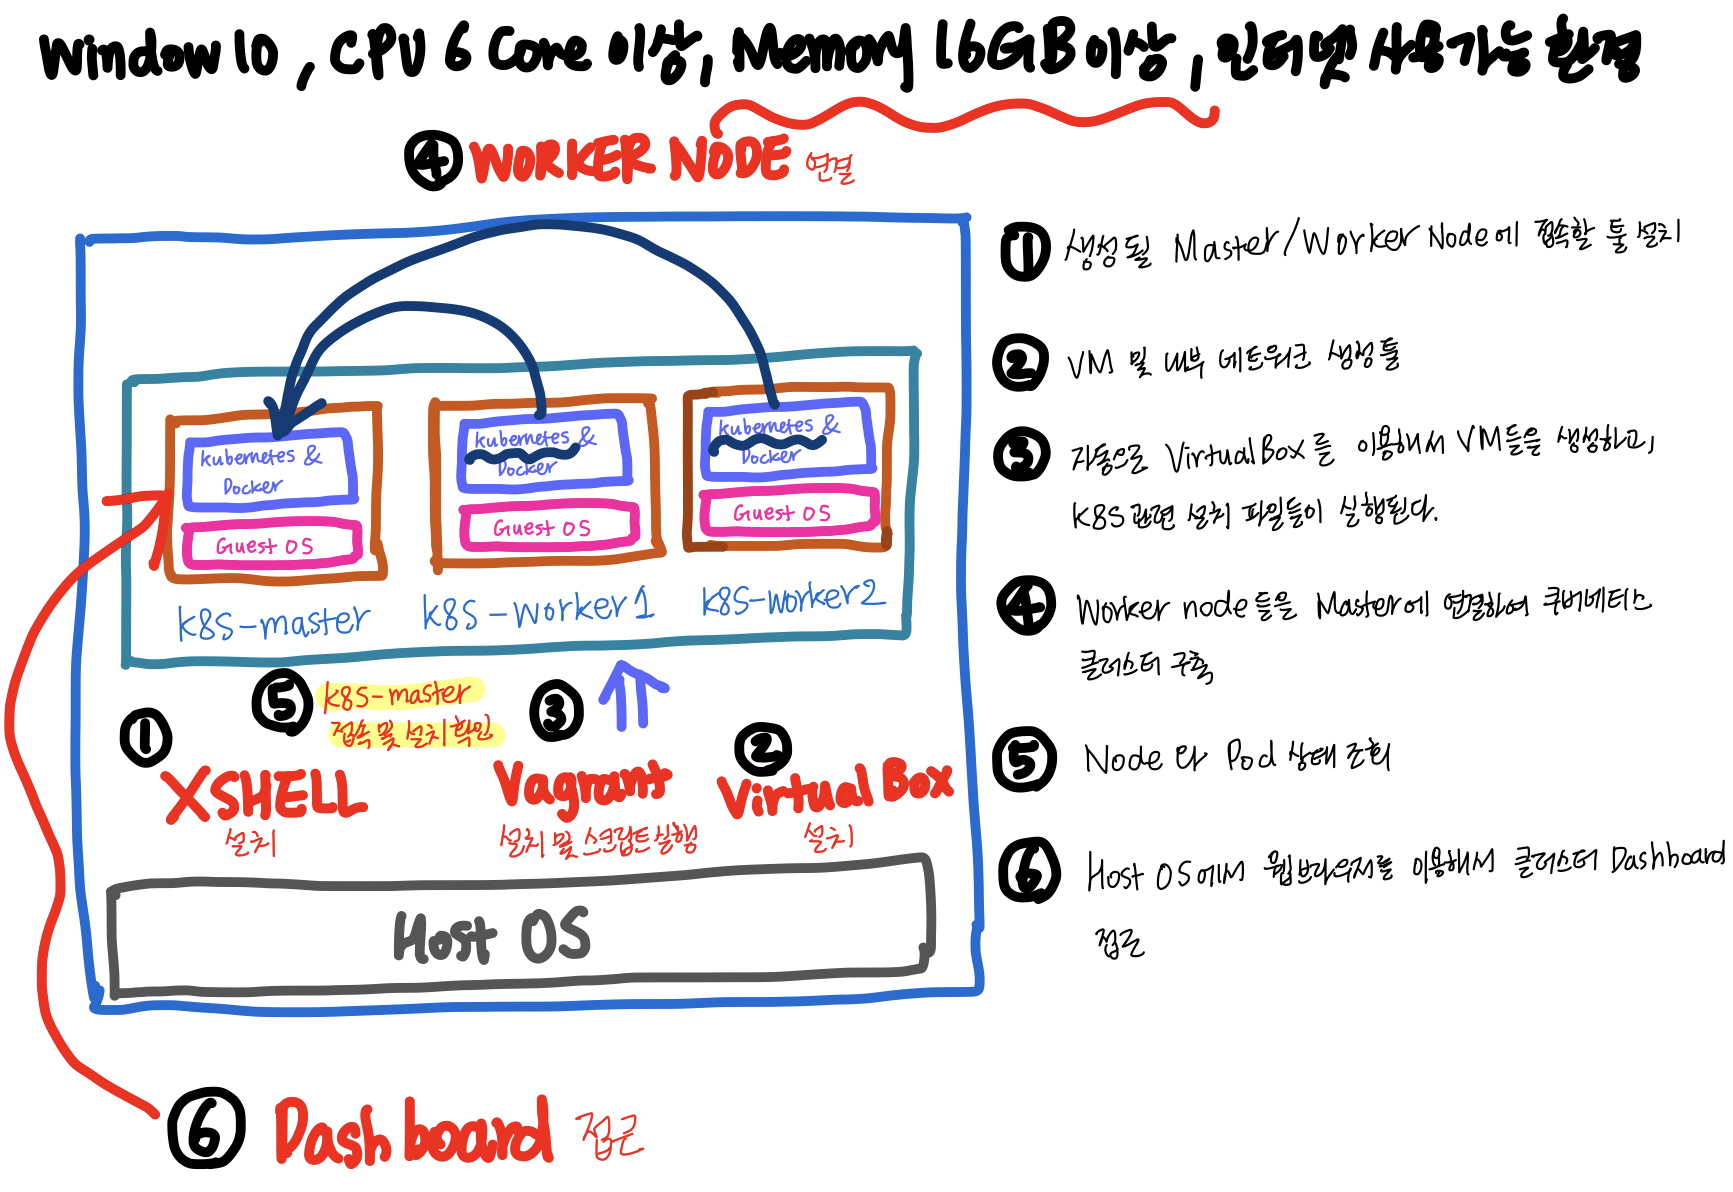 Window 10 , CPU 6 Core 이상, Memory 16GB 이상 , 인터넷 사용가능 환경
④ WORKER NODE 연결
kubernetes &
Docker
Guest OS
k8S-master
kubernetes &
Docker
Guest OS
k8S-worker1
kubernetes &
Docker
Guest OS
k8S-worker2
⑤ k8S-master
접속 및 설치 확인
① XSHELL
설치
③ Vagrant
설치 및 스크립트 실행
② Virtual Box
설치
Host OS
⑥ Dashboard 접근
① 생성될 Master/Worker Node에 접속할 툴 설치
② VM 및 내부 네트워크 생성툴
③ 자동으로 VirtualBox를 이용해서 VM들을 생성하고,
K8S관련 설치 파일들이 실행된다.
④ Worker node들을 Master에 연결하여 쿠버네티스
클러스터 구축
⑤ Node 와 Pod 상태 조회
⑥ Host OS에서 웹브라우저를 이용해서 클러스터 Dashboard
접근